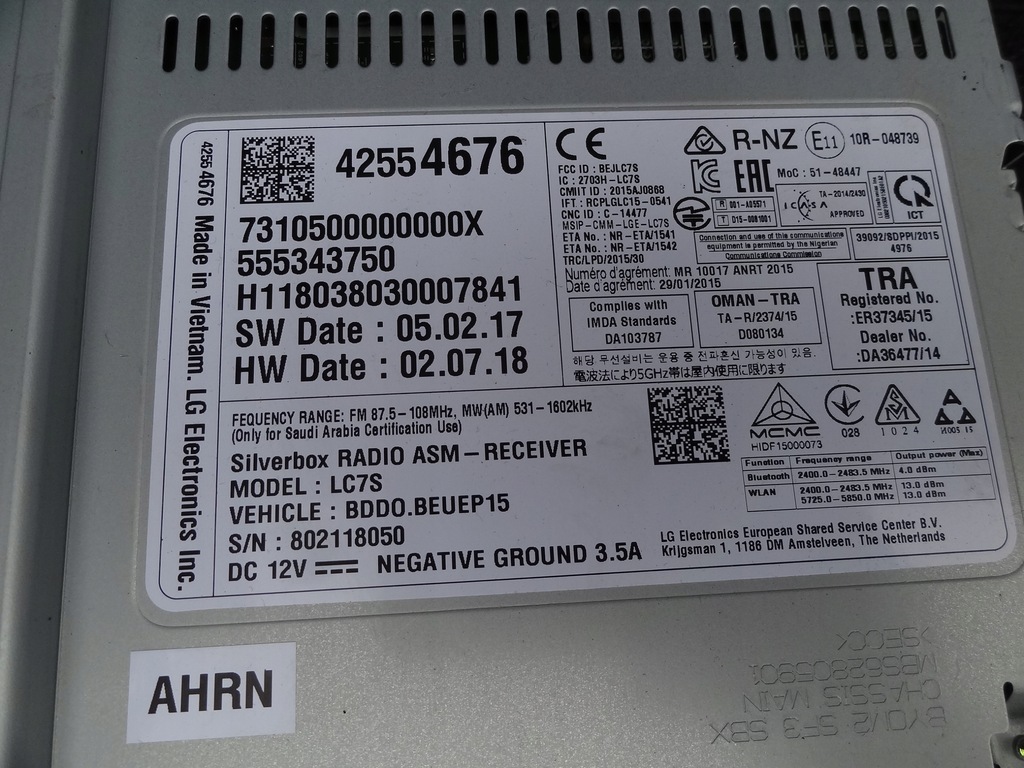 42554676
42554676 Made in Vietnam. LG Electronics Inc.
7310500000000X
555343750
H118038030007841
SW Date : 05.02.17
HW Date : 02.07.18
CE
R-NZ
E11
10R-048739
FCC ID : BEJLC7S
IC : 2703H-LC7S
CMIIT ID : 2015AJ0868
IFT : RCPLGLC15-0541
CNC ID : C-14477
MSIP-CMM-LGE-LC7S
ETA No. : NR-ETA/1541
ETA No. : NR-ETA/1542
TRC/LPD/2015/30
Numéro d'agrément: MR 10017 ANRT 2015
Date d'agrément: 29/01/2015
EAC
MoC : 51-48447
R 001-A05571
T D15-0081001
ICASA
TA-2014/2430
APPROVED
ICT
Connection and use of this communications
equipment is permitted by the Nigerian
Communications Commission
39092/SDPPI/2015
4976
Complies with
IMDA Standards
DA103787
OMAN-TRA
TA-R/2374/15
D080134
TRA
Registered No.
:ER37345/15
Dealer No.
:DA36477/14
해당 무선설비는 운용 중 전파혼신 가능성이 있음.
電波法により5GHz帯は屋内使用に限ります
FEQUENCY RANGE: FM 87.5-108MHz, MW(AM) 531-1602kHz
(Only for Saudi Arabia Certification Use)
Silverbox RADIO ASM-RECEIVER
MODEL : LC7S
VEHICLE : BDDO.BEUEP15
S/N : 802118050
DC 12V NEGATIVE GROUND 3.5A
MCMC
HIDF15000073
028
1024
Function Frequency range Output power (Max)
Bluetooth 2400.0-2483.5 MHz 4.0 dBm
WLAN 2400.0-2483.5 MHz 13.0 dBm
5725.0-5850.0 MHz 13.0 dBm
LG Electronics European Shared Service Center B.V.
Krijgsman 1, 1186 DM Amstelveen, The Netherlands
AHRN
CHASSIS MAIN